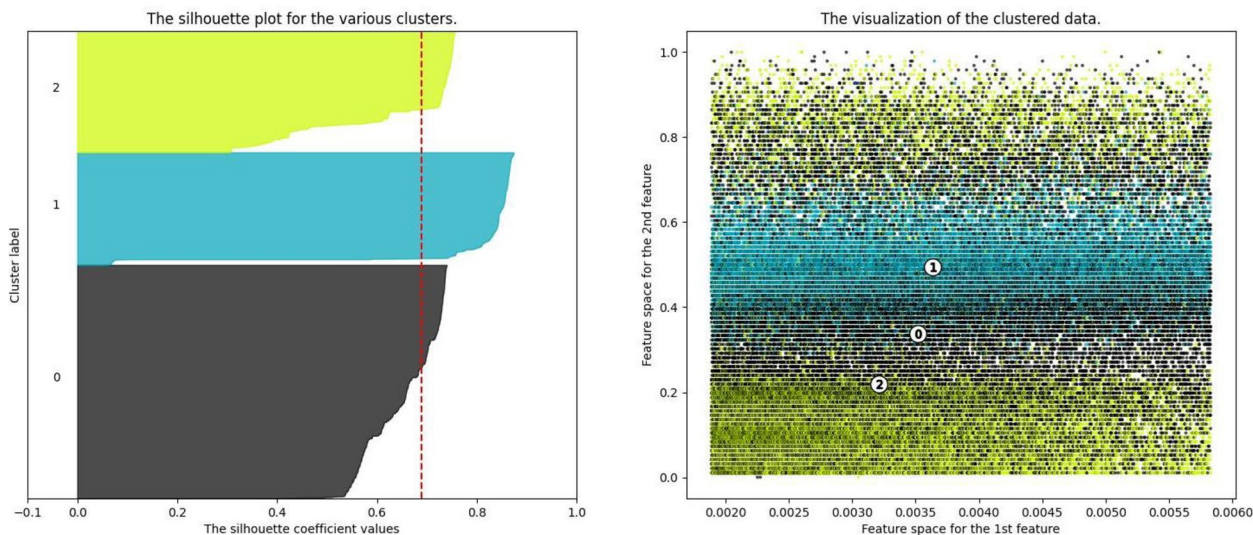 The silhouette plot for the various clusters.
2
1
0
Cluster label
−0.1 0.0 0.2 0.4 0.6 0.8 1.0
The silhouette coefficient values
The visualization of the clustered data.
1.0
0.8
0.6
0.4
0.2
0.0
Feature space for the 2nd feature
1
0
2
0.0020 0.0025 0.0030 0.0035 0.0040 0.0045 0.0050 0.0055 0.0060
Feature space for the 1st feature